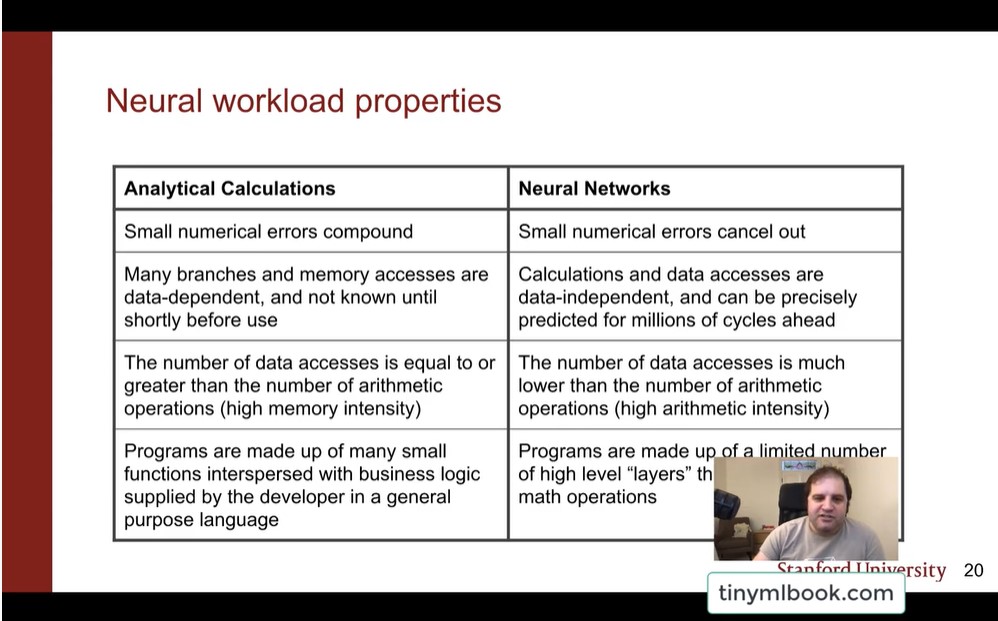 Neural workload properties
Analytical Calculations
Neural Networks
Small numerical errors compound
Small numerical errors cancel out
Many branches and memory accesses are
data-dependent, and not known until
shortly before use
Calculations and data accesses are
data-independent, and can be precisely
predicted for millions of cycles ahead
The number of data accesses is equal to or
greater than the number of arithmetic
operations (high memory intensity)
The number of data accesses is much
lower than the number of arithmetic
operations (high arithmetic intensity)
Programs are made up of many small
functions interspersed with business logic
supplied by the developer in a general
purpose language
Programs are made up of a limited number
of high level “layers”
math operations
Stanford University 20
tinymlbook.com